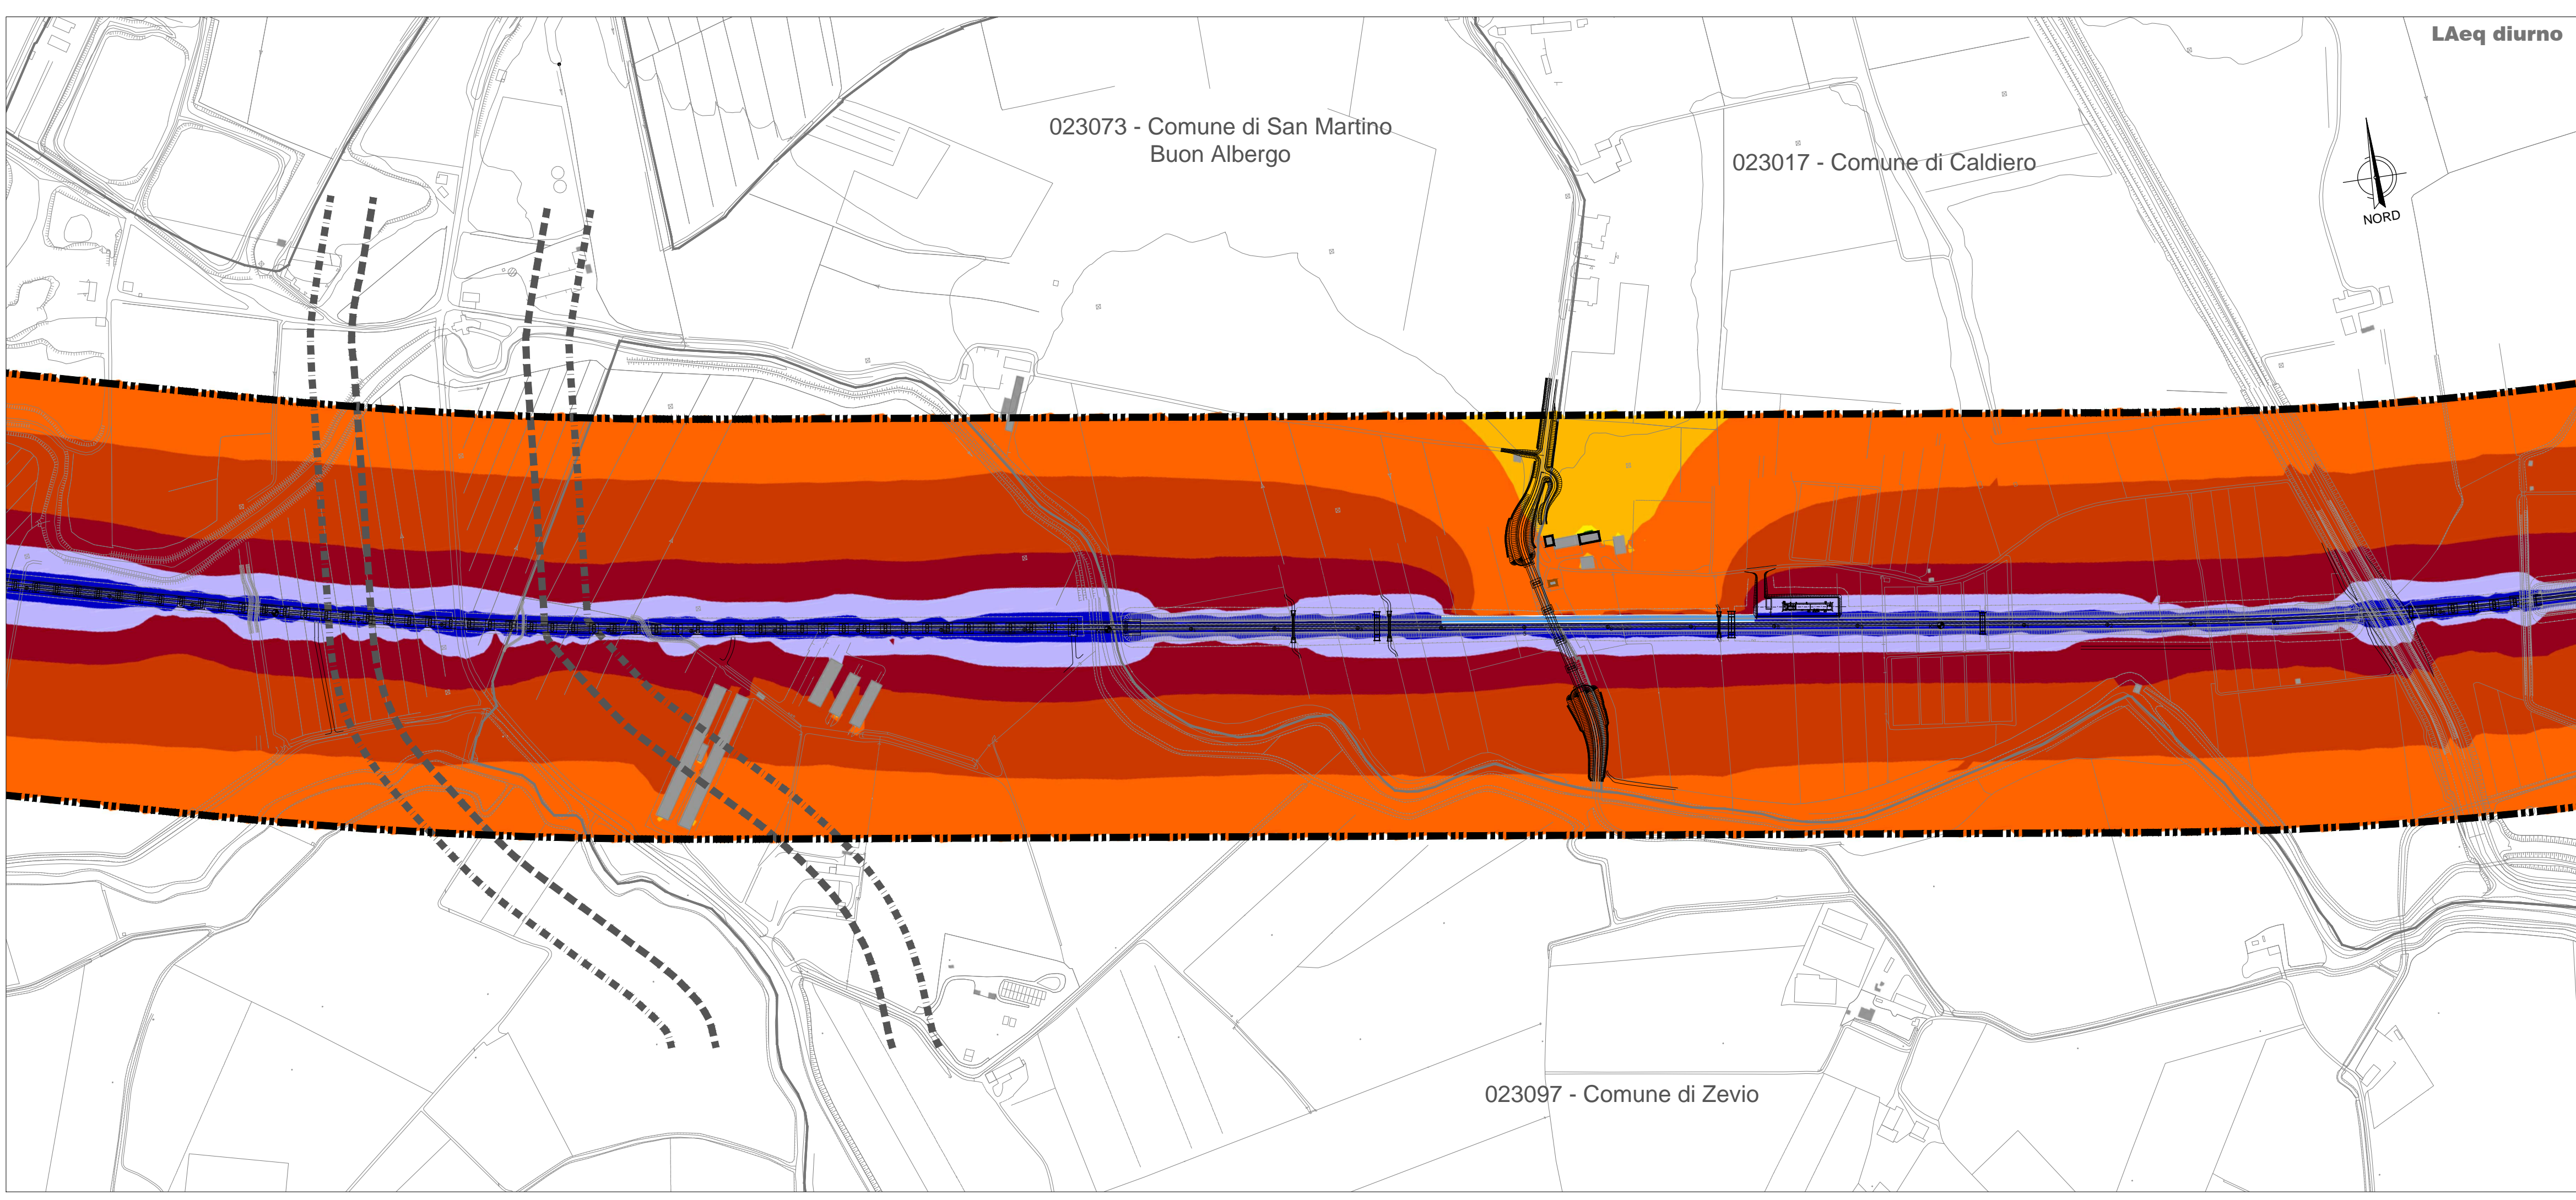 LAeq diurno
023073 - Comune di San Martino
Buon Albergo
023017 - Comune di Caldiero
NORD
023097 - Comune di Zevio